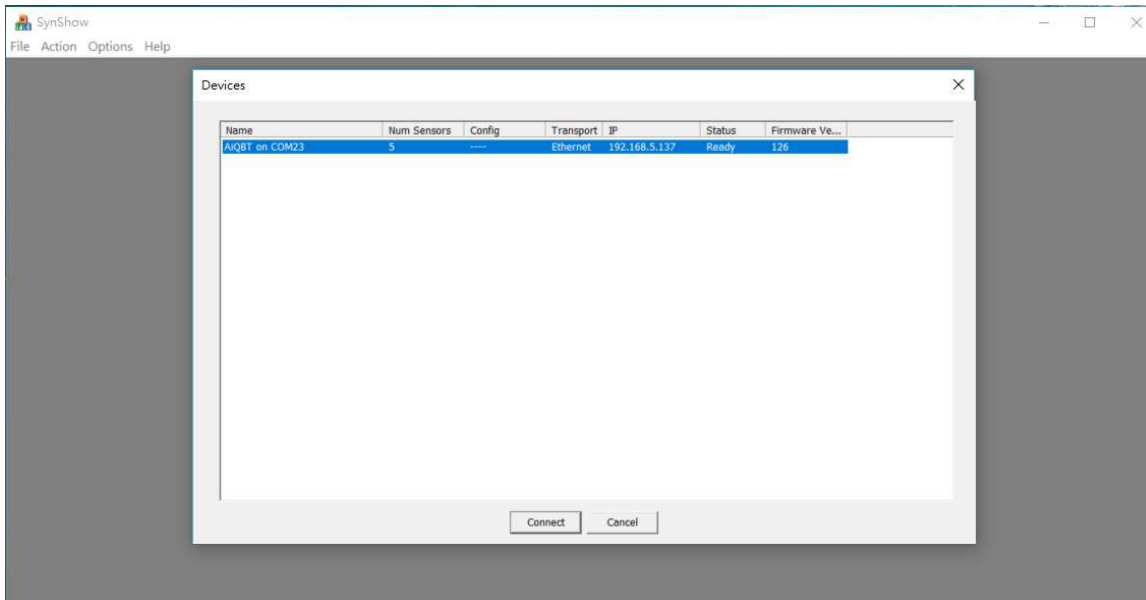 SynShow
File Action Options Help
Devices
Name Num Sensors Config Transport IP Status Firmware Ve...
AiQBT on COM23 5 ---- Ethernet 192.168.5.137 Ready 126
Connect Cancel